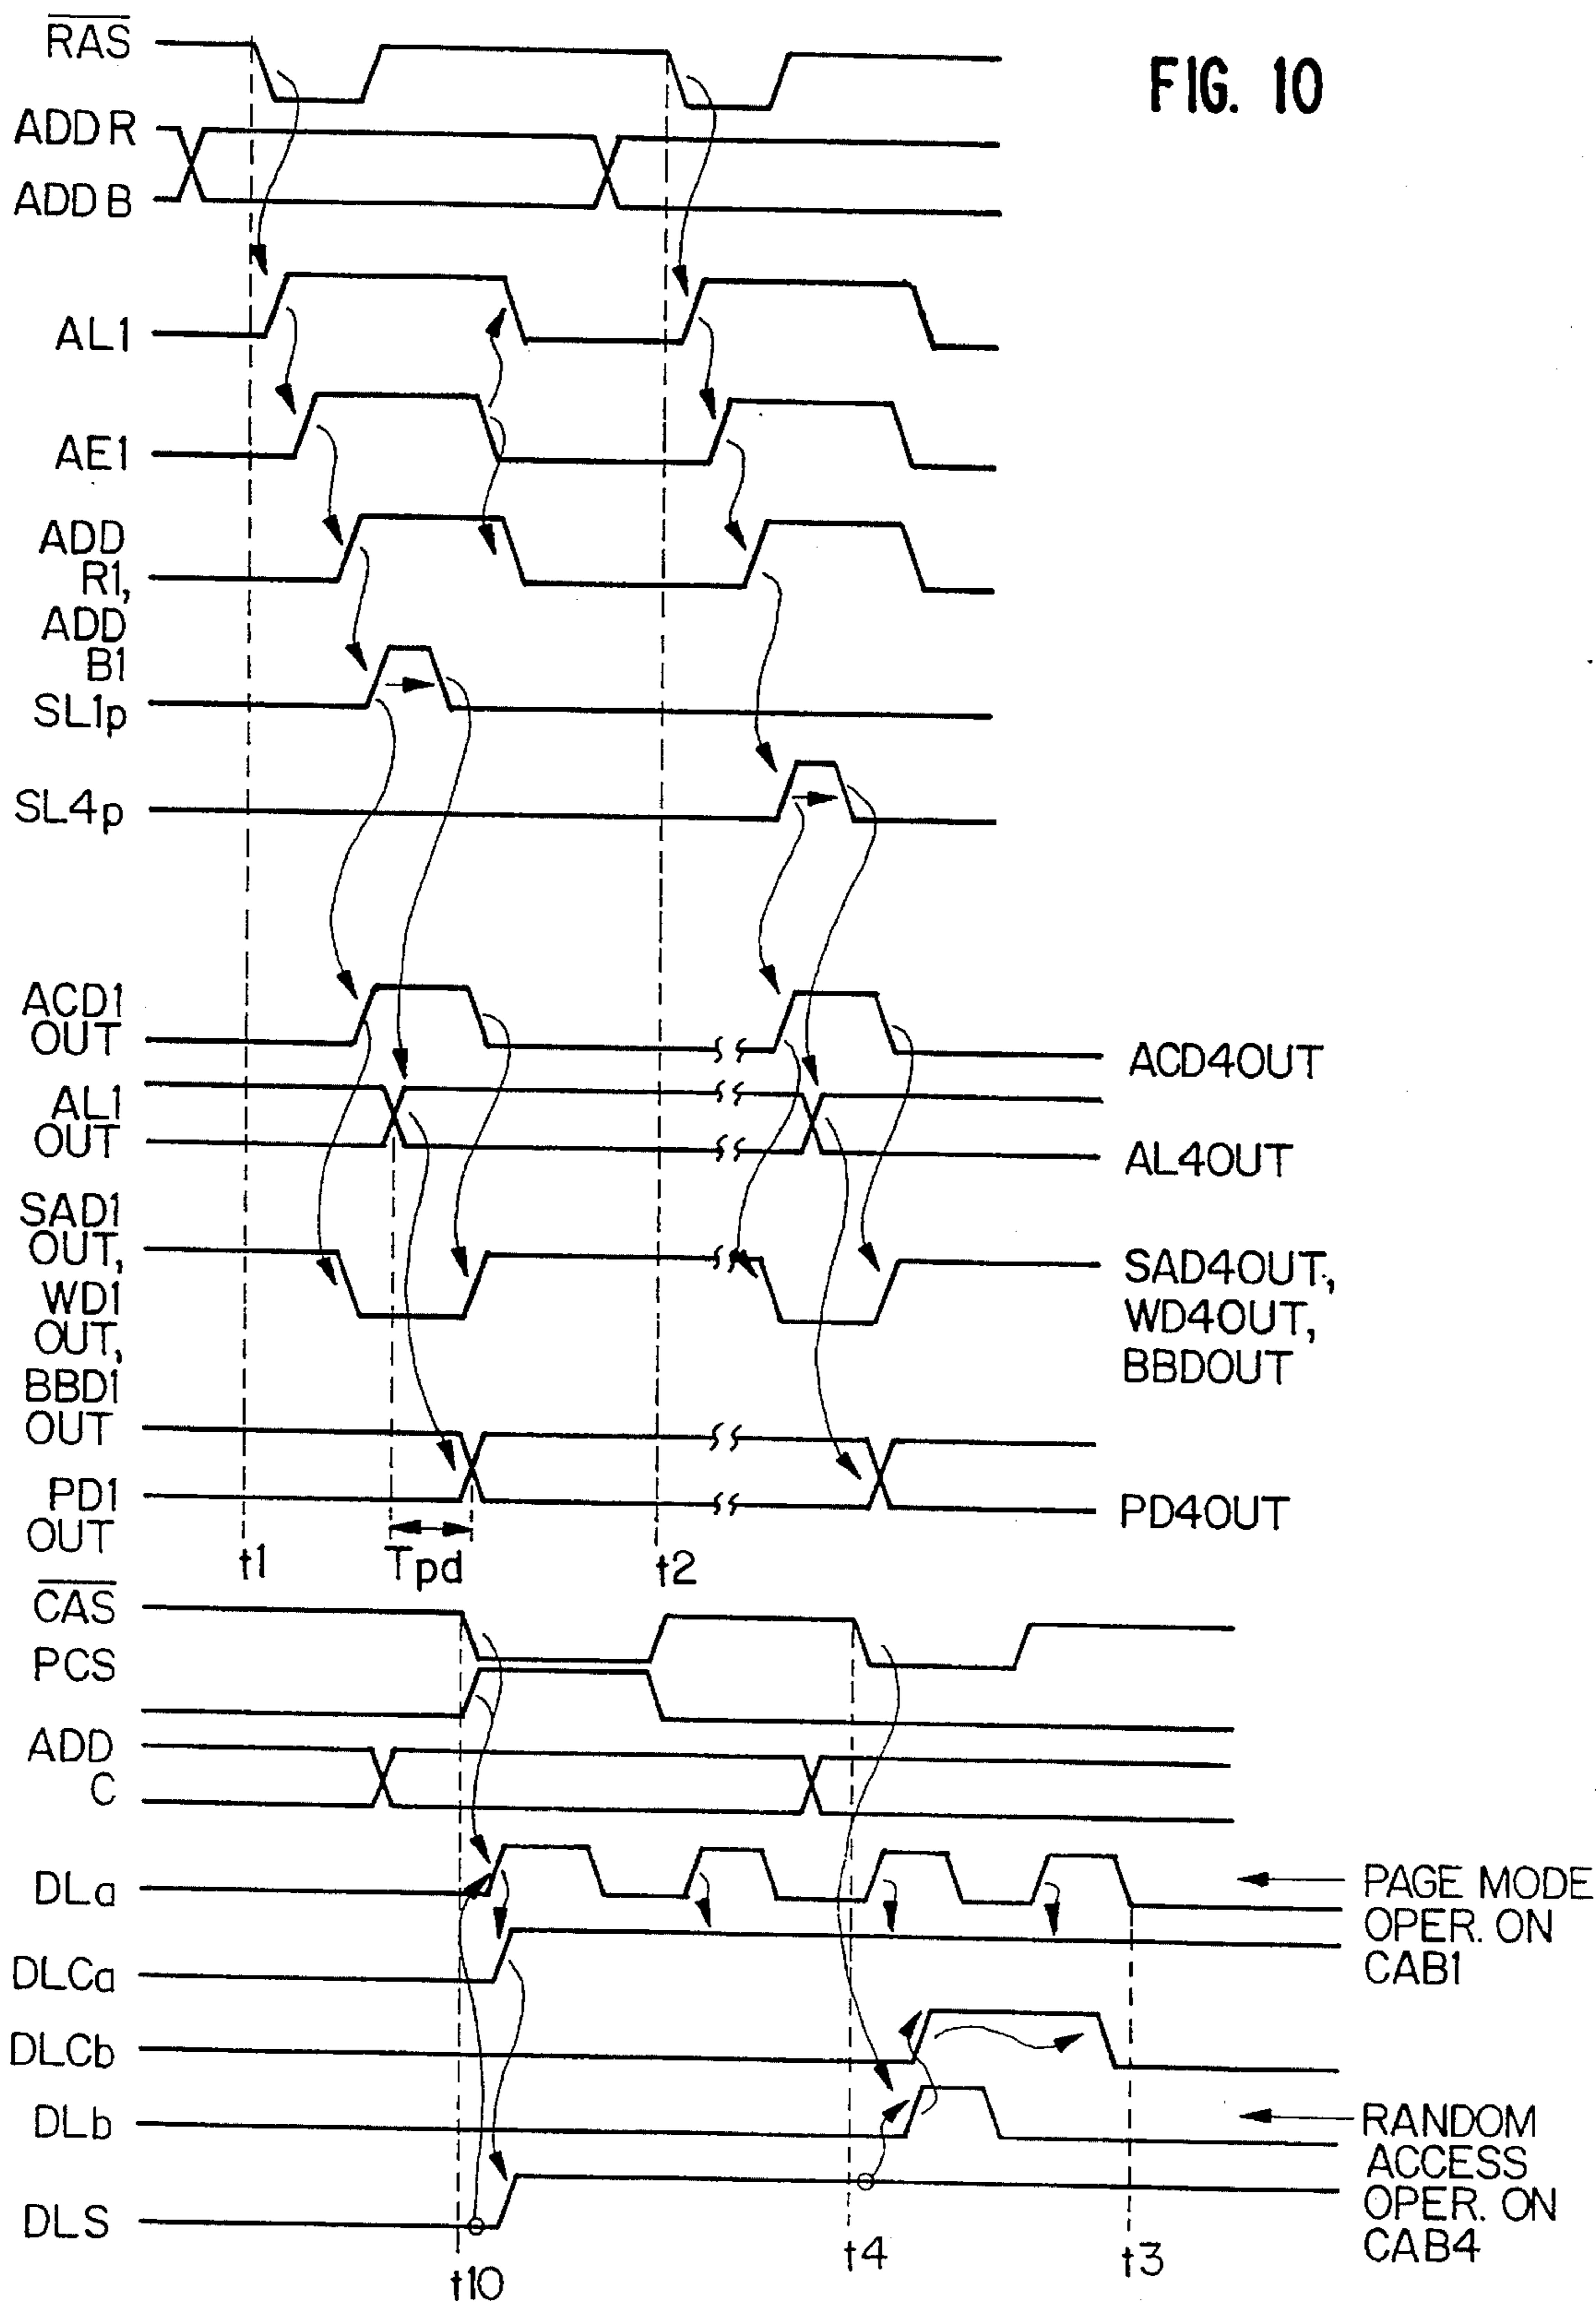 FIG. 10
RAS
ADD R
ADD B
AL1
AE1
ADD
R1,
ADD
B1
SL1p
SL4p
ACD1
OUT
ACD4OUT
AL1
OUT
AL4OUT
SAD1
OUT,
WD1
OUT,
BBD1
OUT
SAD4OUT,
WD4OUT,
BBDOUT
PD1
OUT
PD4OUT
t1
Tpd
t2
CAS
PCS
ADD
C
DLa
PAGE MODE
OPER. ON
CAB1
DLCa
DLCb
DLb
RANDOM
ACCESS
OPER. ON
CAB4
DLS
t10
t4
t3